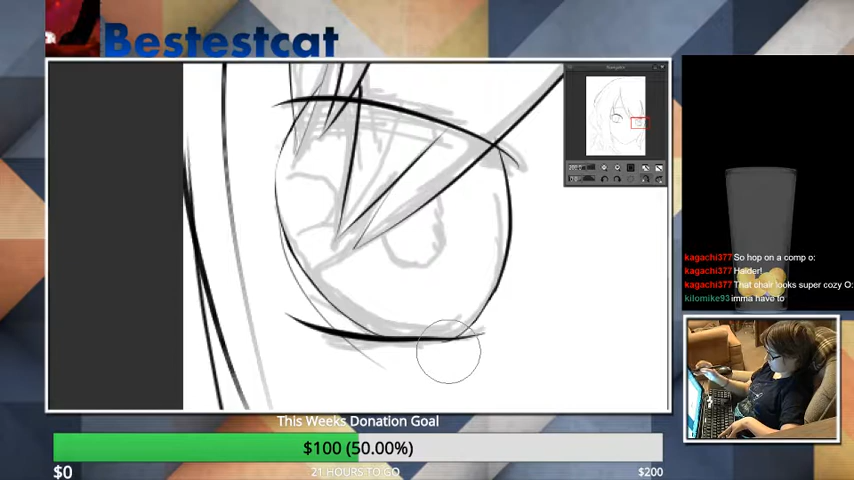 Bestestcat
kagachi377 So hop on a comp o:
kagachi377 Halder!
kagachi377 That chair looks super cozy O:
kilomike93 imma have to
This Weeks Donation Goal
$100 (50.00%)
$0
21 HOURS TO GO
$200